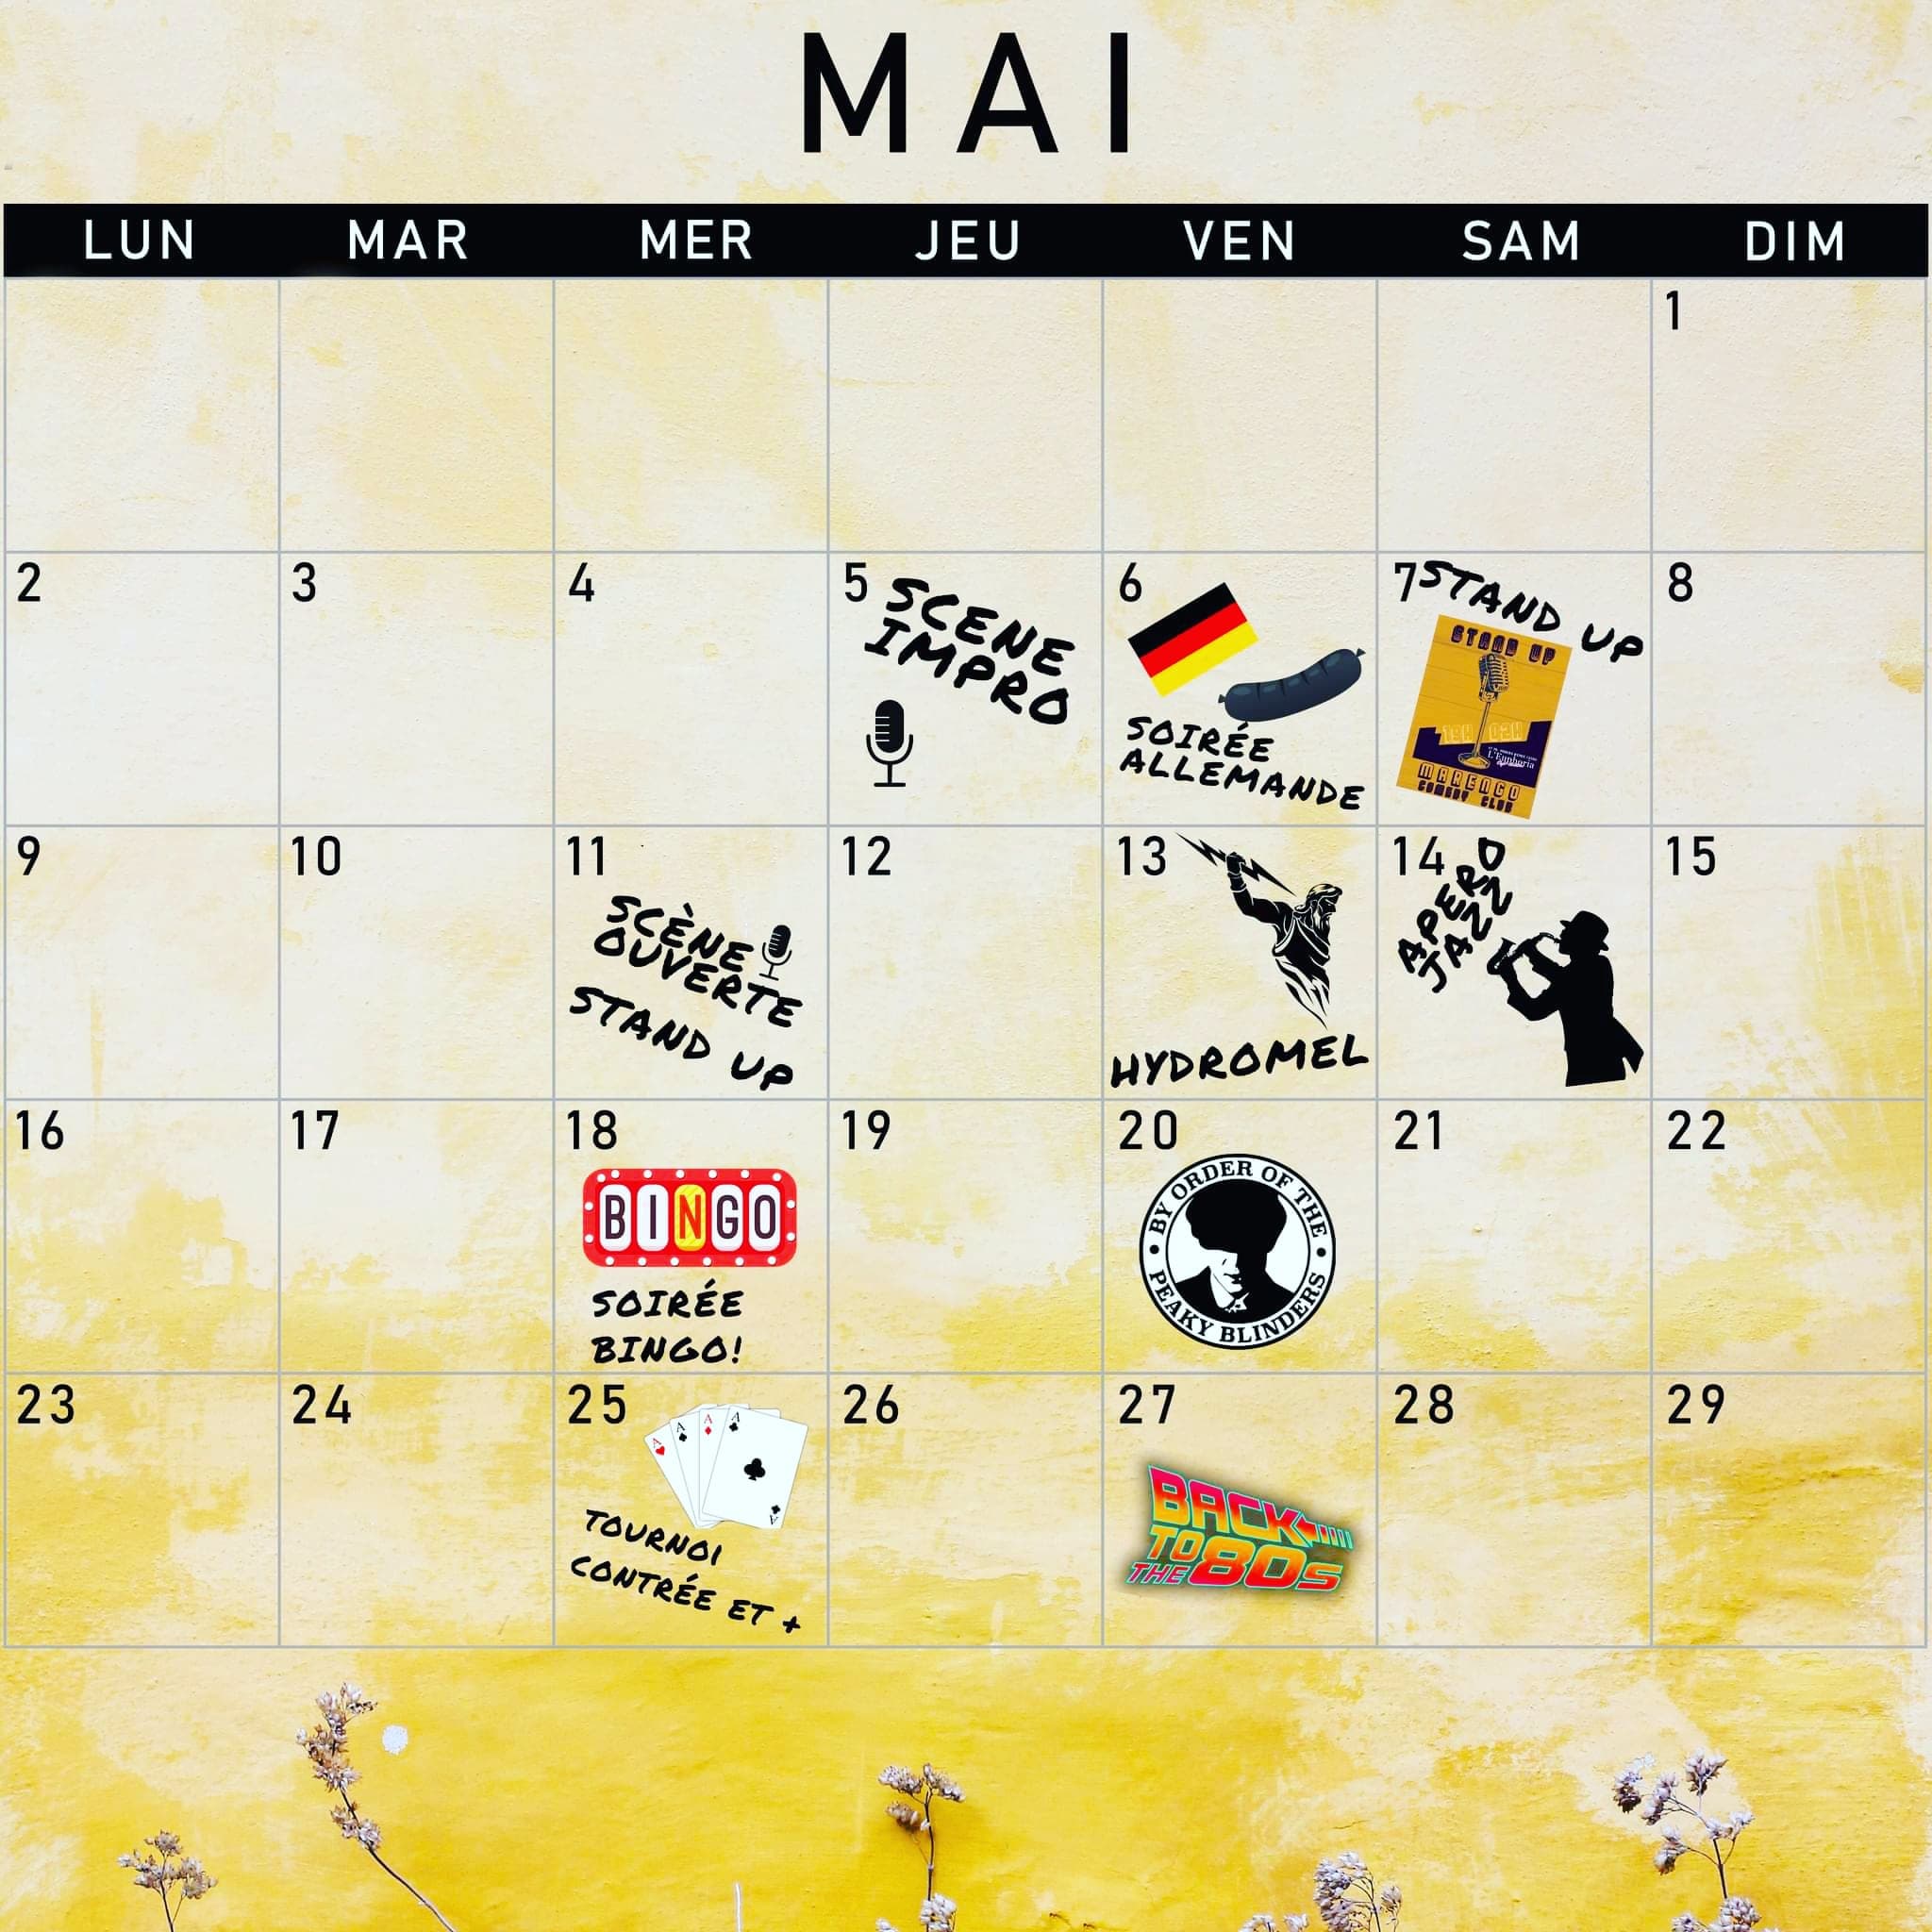 MAI
LUN MAR MER JEU VEN SAM DIM
1
2 3 4 5 6 7 8
SCENE
IMPRO
SOIRÉE
ALLEMANDE
STAND UP
STAND UP
19H 02H
L'Euphoria
MARENGO
COMEDY CLUB
9 10 11 12 13 14 15
SCÈNE
OUVERTE
STAND UP
HYDROMEL
APERO
JAZZ
16 17 18 19 20 21 22
BINGO
SOIRÉE
BINGO!
BY ORDER OF THE
PEAKY BLINDERS
23 24 25 26 27 28 29
A A A A
A
TOURNOI
CONTRÉE ET +
BACK
TO
THE 80s